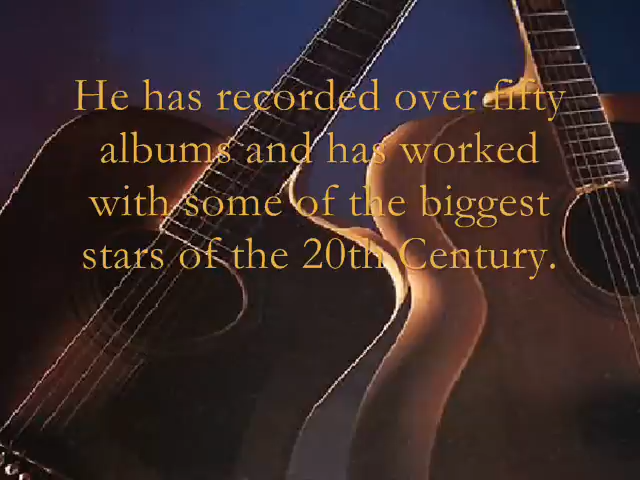 He has recorded over fifty
albums and has worked
with some of the biggest
stars of the 20th Century.